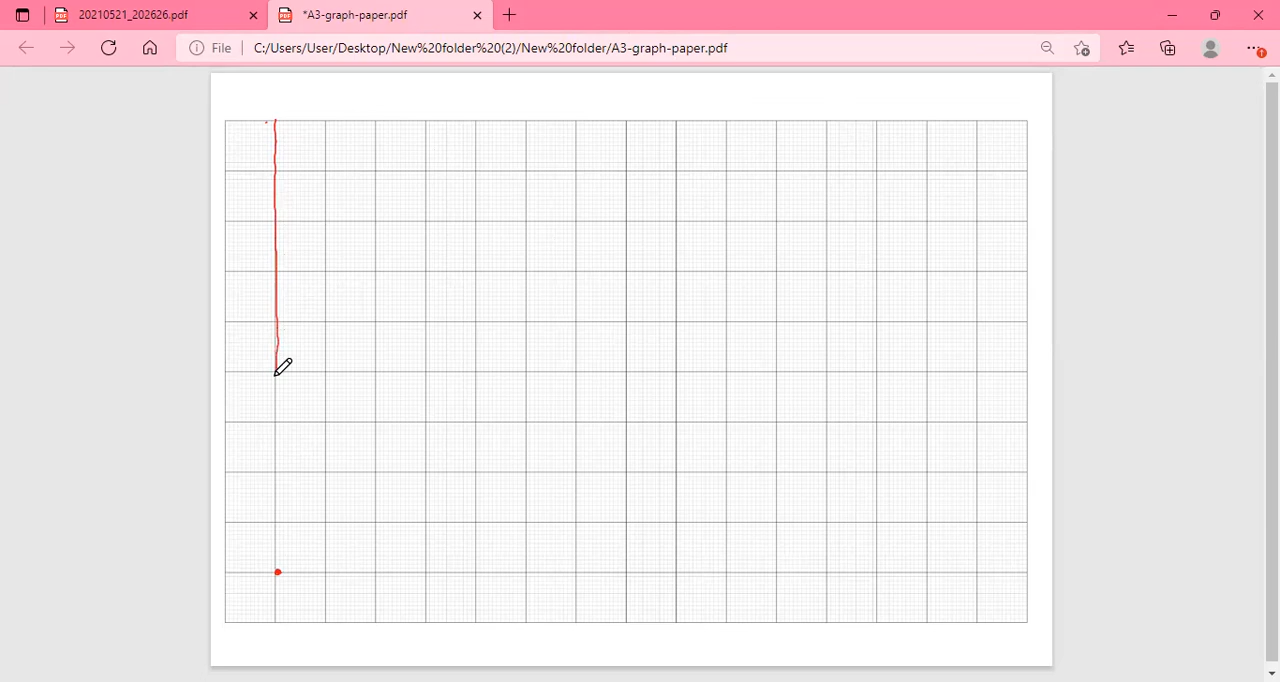 20210521_202626.pdf
*A3-graph-paper.pdf
File
C:/Users/User/Desktop/New%20folder%20(2)/New%20folder/A3-graph-paper.pdf